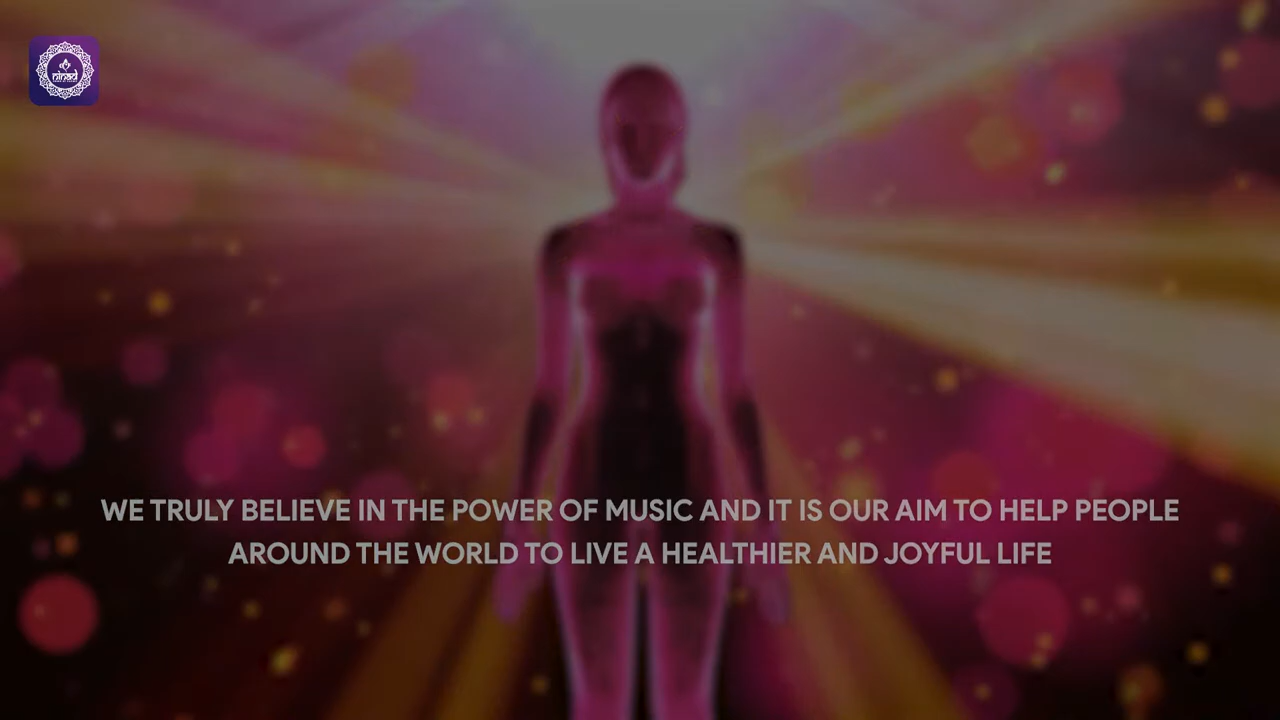 ninad
WE TRULY BELIEVE IN THE POWER OF MUSIC AND IT IS OUR AIM TO HELP PEOPLE
AROUND THE WORLD TO LIVE A HEALTHIER AND JOYFUL LIFE